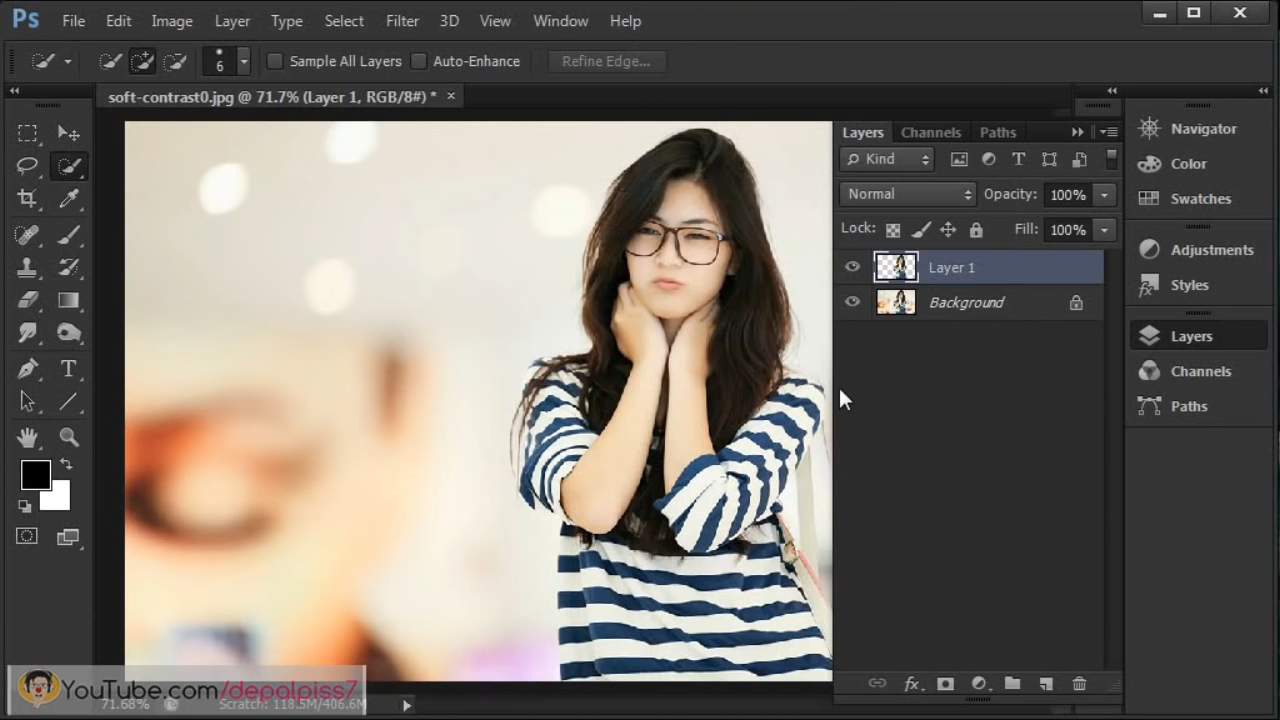 Ps File Edit Image Layer Type Select Filter 3D View Window Help
6 Sample All Layers Auto-Enhance Refine Edge...
soft-contrast0.jpg @ 71.7% (Layer 1, RGB/8#) * ×
Layers Channels Paths
Kind T
Normal Opacity: 100%
Lock: Fill: 100%
Layer 1
Background
fx
Navigator
Color
Swatches
Adjustments
Styles
Layers
Channels
Paths
YouTube.com/depalpiss7
71.68% Scratch: 118.5M/406.6M